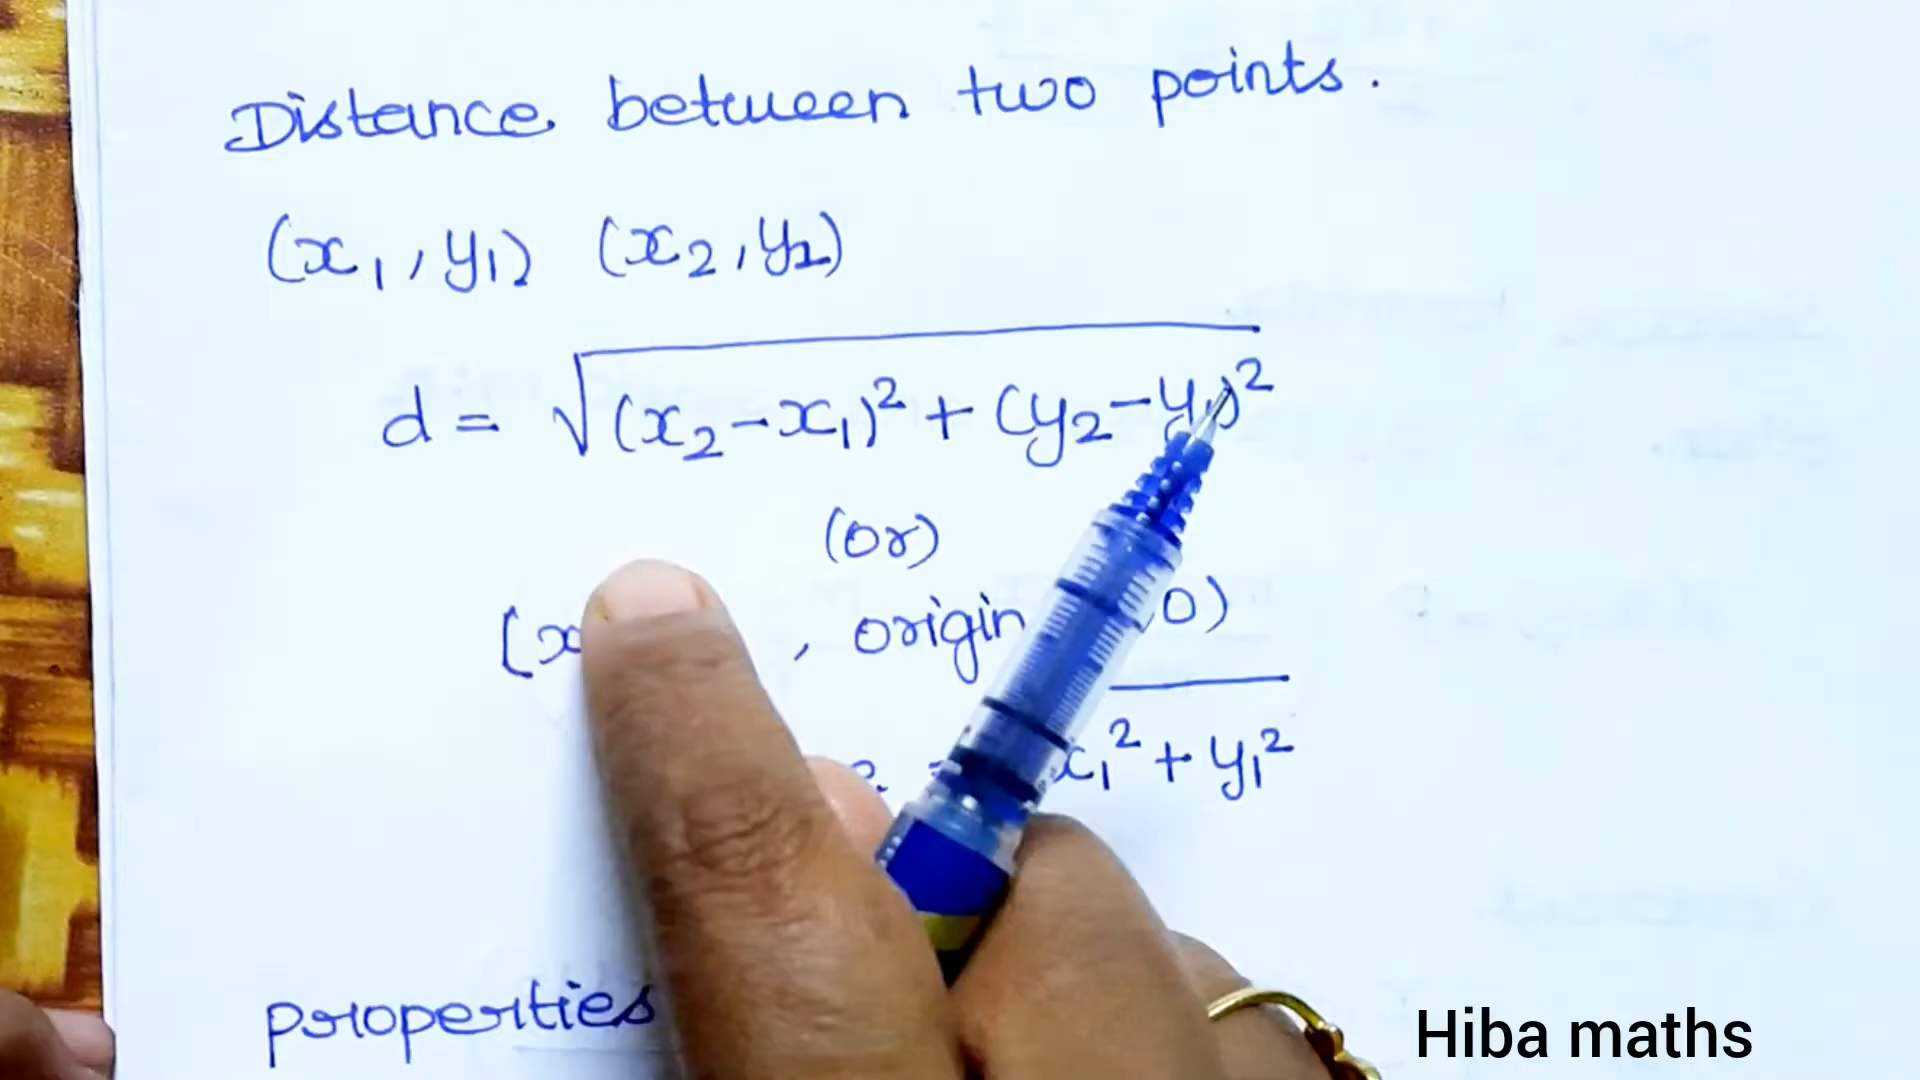 Distance between two points.
(x₁, y₁) (x₂, y₂)
d = √(x₂-x₁)² + (y₂-y₁)²
(or)
(x , origin 0)
x₁² + y₁²
properties
Hiba maths